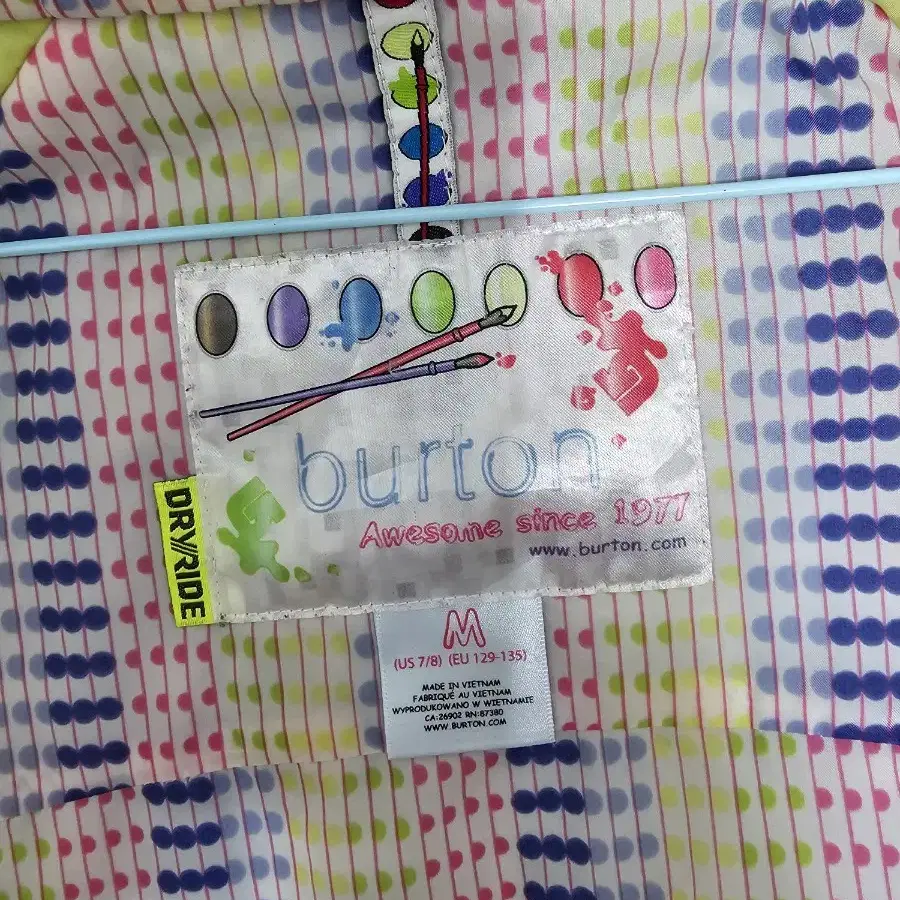 burton
Awesome since 1977
www.burton.com
DRY//RIDE
M
(US 7/8) (EU 129-135)
MADE IN VIETNAM
FABRIQUÉ AU VIETNAM
WYPRODUKOWANO W WIETNAMIE
CA:26902 RN:87380
WWW.BURTON.COM